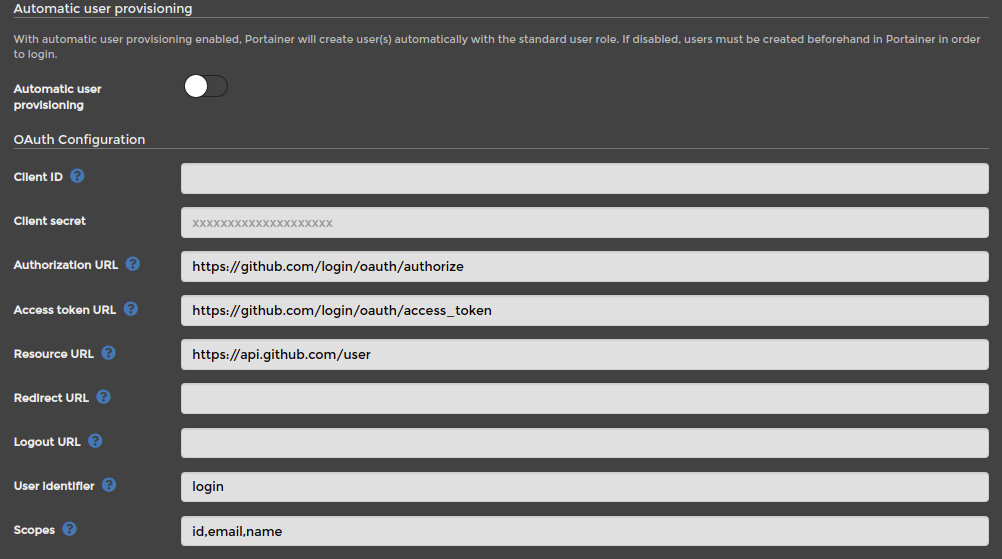 Automatic user provisioning
With automatic user provisioning enabled, Portainer will create user(s) automatically with the standard user role. If disabled, users must be created beforehand in Portainer in order
to login.
Automatic user
provisioning
OAuth Configuration
Client ID ?
Client secret xxxxxxxxxxxxxxxxxxxx
Authorization URL ? https://github.com/login/oauth/authorize
Access token URL ? https://github.com/login/oauth/access_token
Resource URL ? https://api.github.com/user
Redirect URL ?
Logout URL ?
User identifier ? login
Scopes ? id,email,name